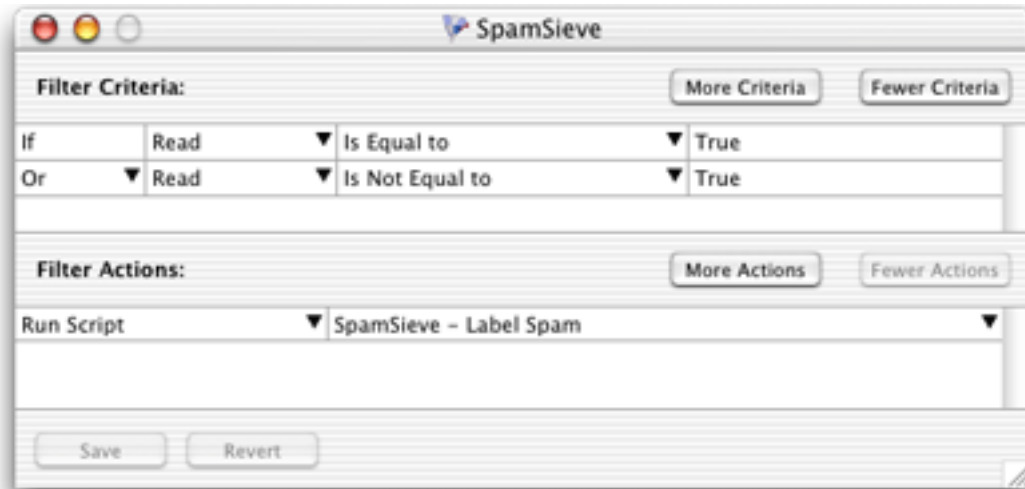 SpamSieve
Filter Criteria: More Criteria Fewer Criteria
If Read Is Equal to True
Or Read Is Not Equal to True
Filter Actions: More Actions Fewer Actions
Run Script SpamSieve – Label Spam
Save Revert